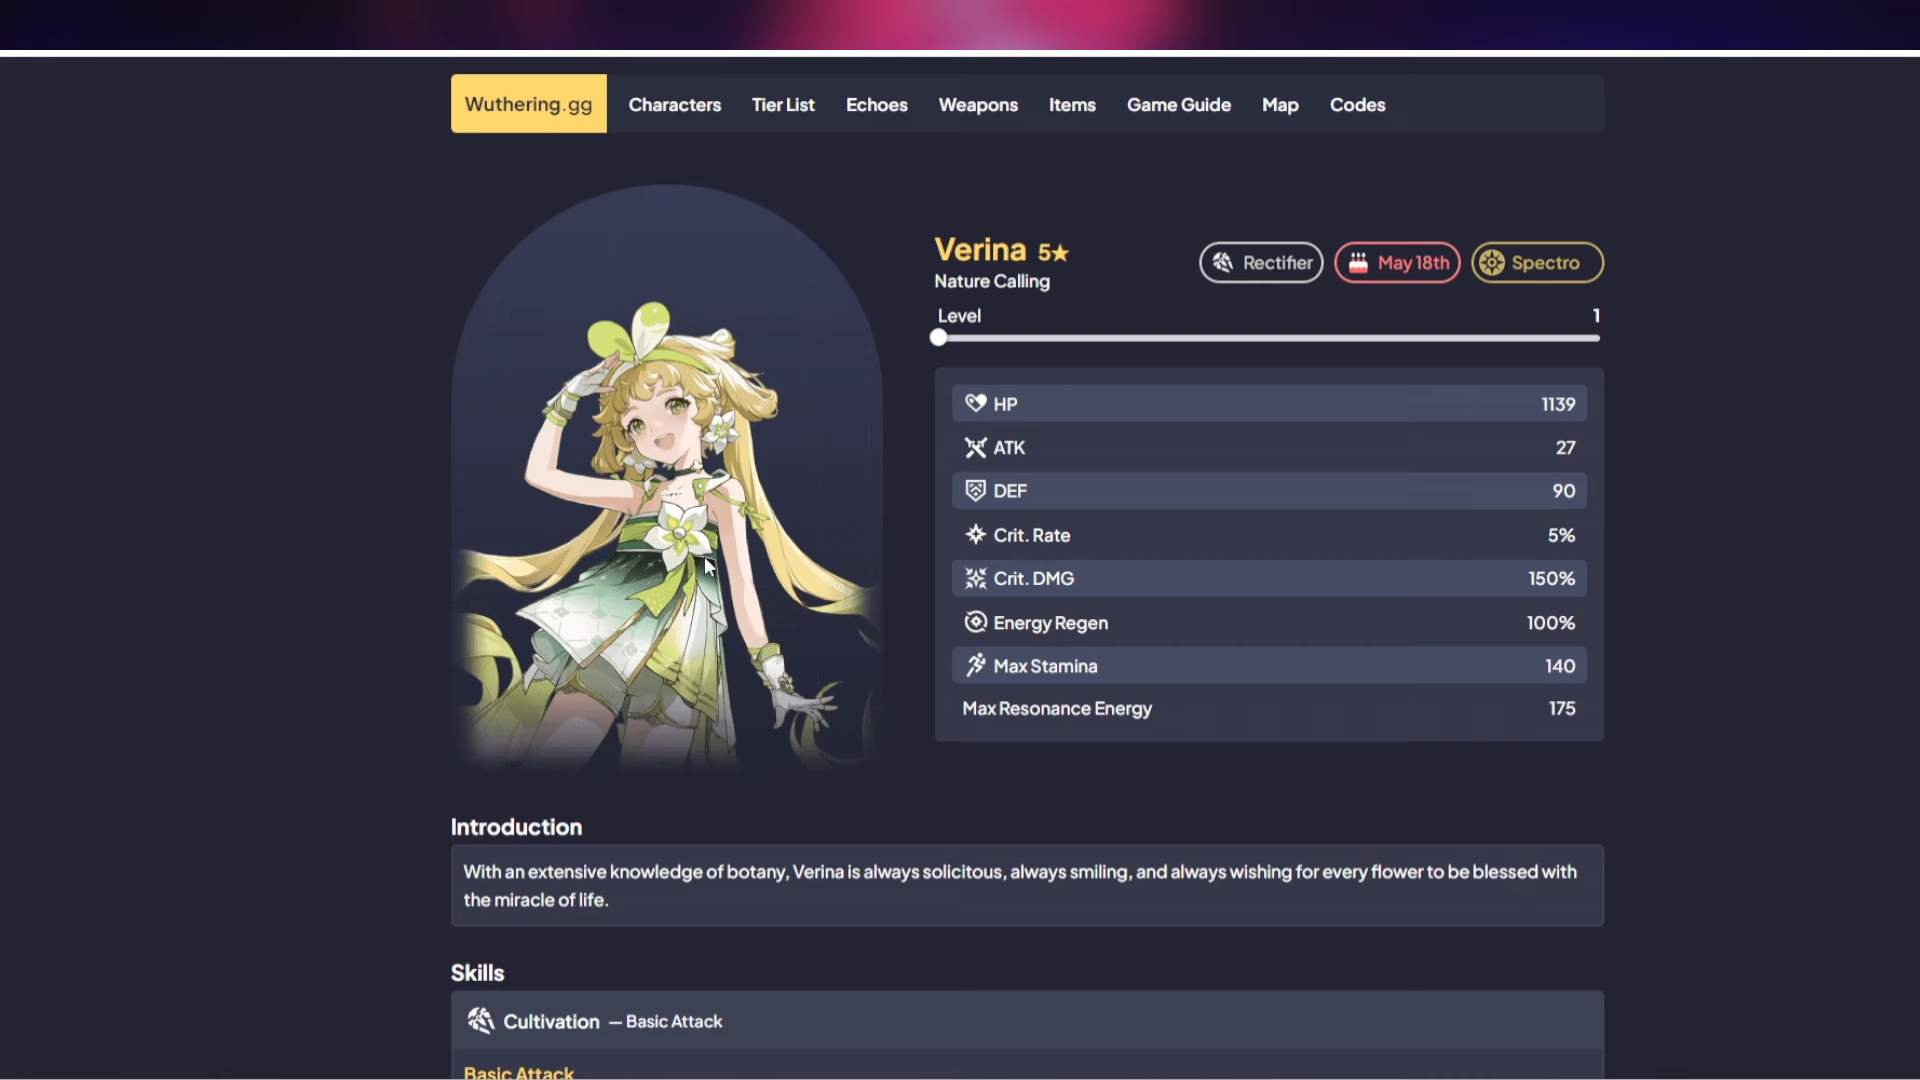 Wuthering.gg Characters Tier List Echoes Weapons Items Game Guide Map Codes
Verina 5★ Rectifier May 18th Spectro
Nature Calling
Level 1
HP 1139
ATK 27
DEF 90
Crit. Rate 5%
Crit. DMG 150%
Energy Regen 100%
Max Stamina 140
Max Resonance Energy 175
Introduction
With an extensive knowledge of botany, Verina is always solicitous, always smiling, and always wishing for every flower to be blessed with
the miracle of life.
Skills
Cultivation — Basic Attack
Basic Attack